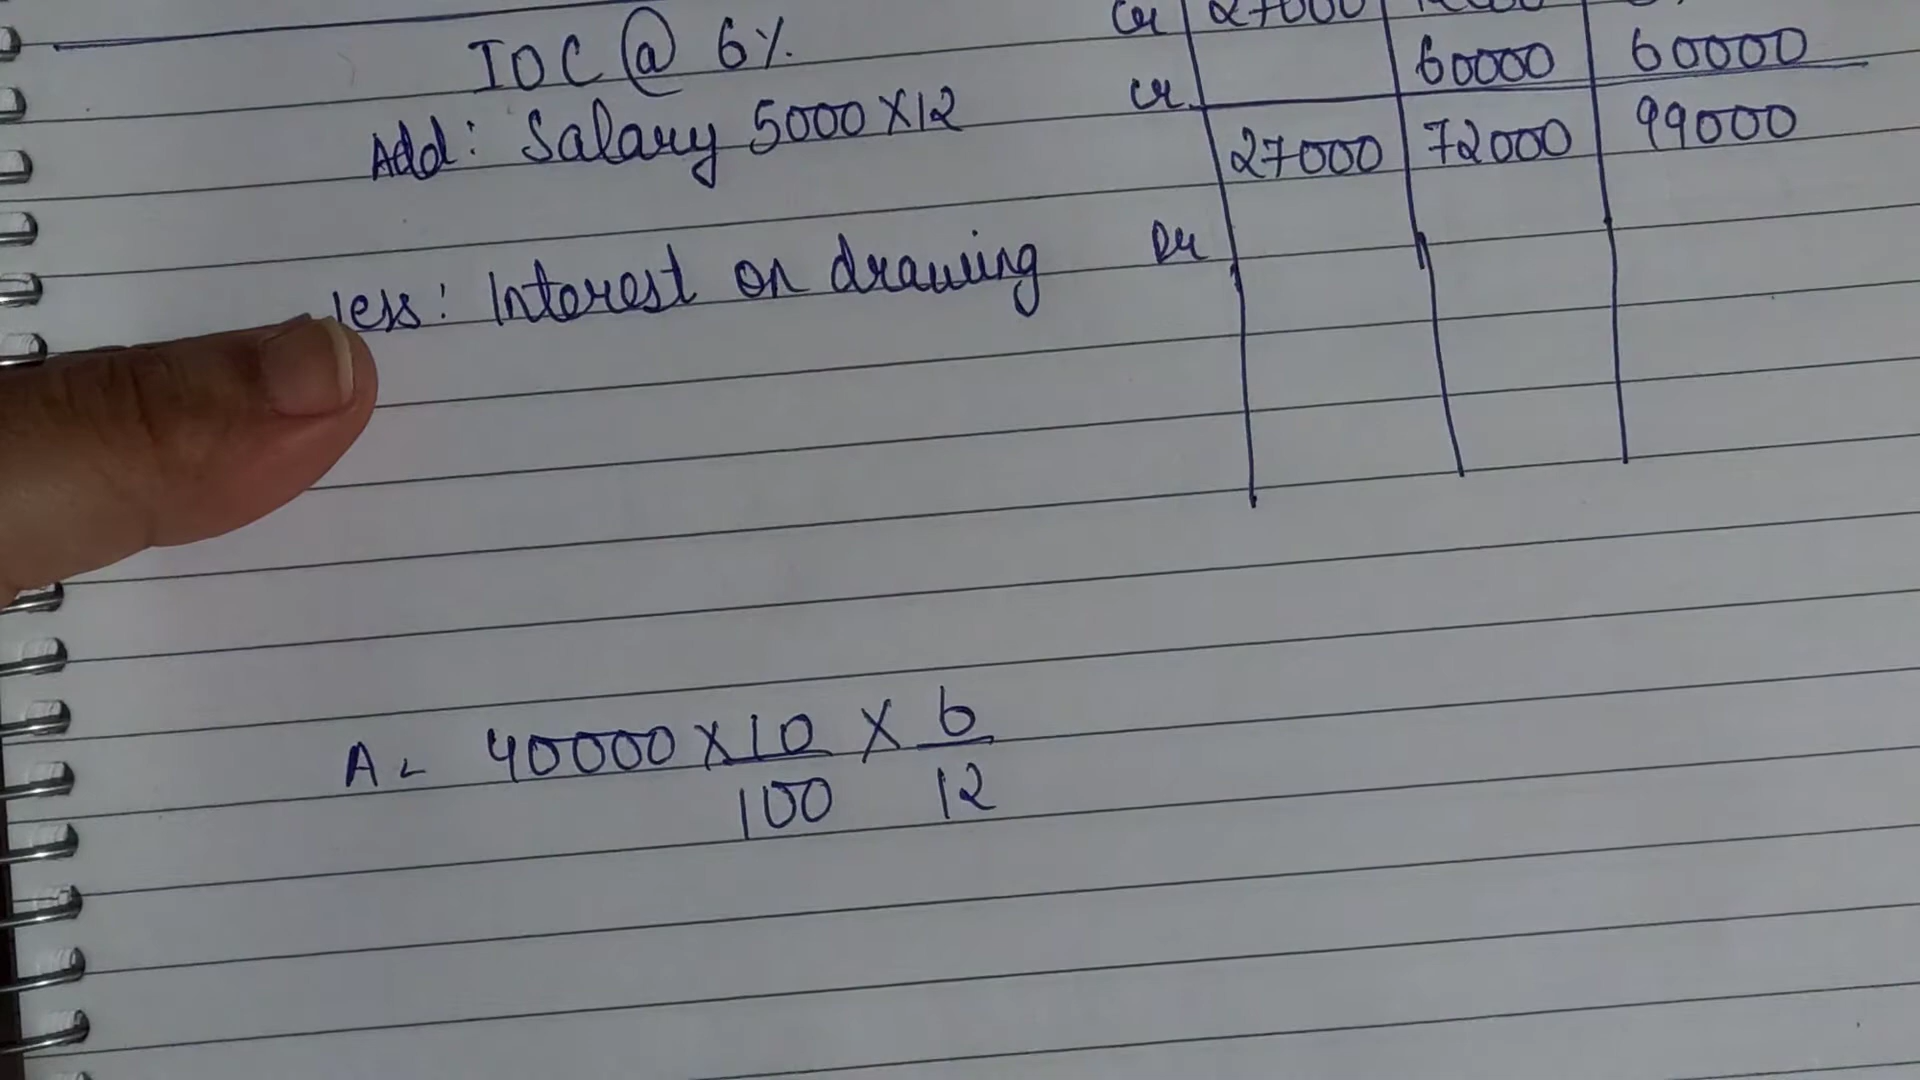 IOC @ 6% Cr 27000
Cr 60000 60000
Add: Salary 5000 X 12 27000 72000 99000
less: Interest on drawing Dr
A = 40000 X 10/100 X 6/12